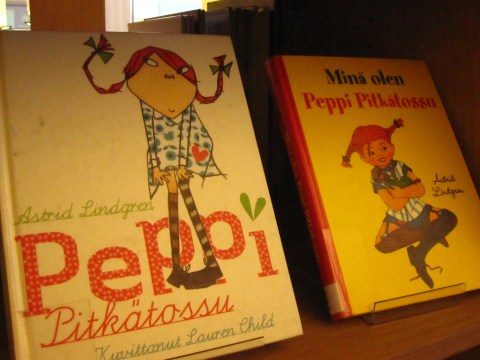 Astrid Lindgren
Peppi
Pitkätossu
Kuvittanut Lauren Child
Minä olen
Peppi Pitkätossu
Astrid
Lindgren